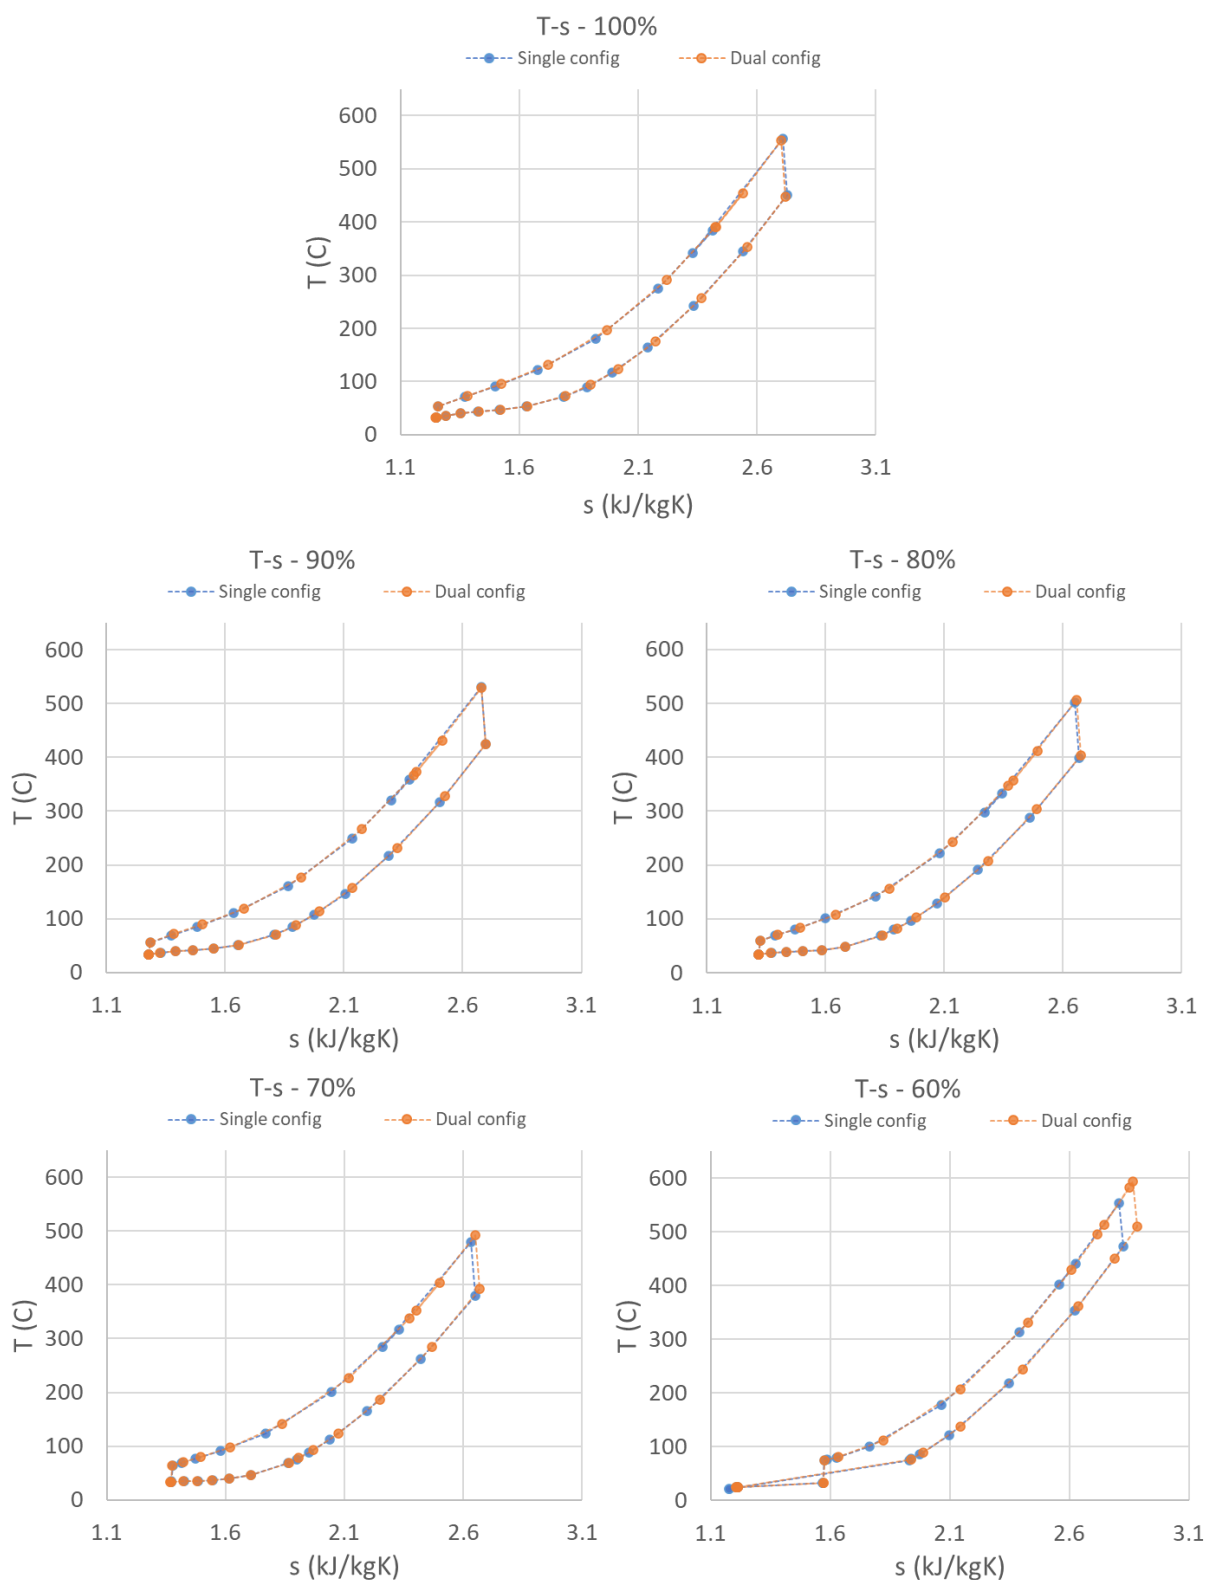 T-s - 100%
Single config Dual config
600
500
400
300
200
100
0
T (C)
1.1 1.6 2.1 2.6 3.1
s (kJ/kgK)
T-s - 90%
Single config Dual config
600
500
400
300
200
100
0
T (C)
1.1 1.6 2.1 2.6 3.1
s (kJ/kgK)
T-s - 80%
Single config Dual config
600
500
400
300
200
100
0
T (C)
1.1 1.6 2.1 2.6 3.1
s (kJ/kgK)
T-s - 70%
Single config Dual config
600
500
400
300
200
100
0
T (C)
1.1 1.6 2.1 2.6 3.1
s (kJ/kgK)
T-s - 60%
Single config Dual config
600
500
400
300
200
100
0
T (C)
1.1 1.6 2.1 2.6 3.1
s (kJ/kgK)